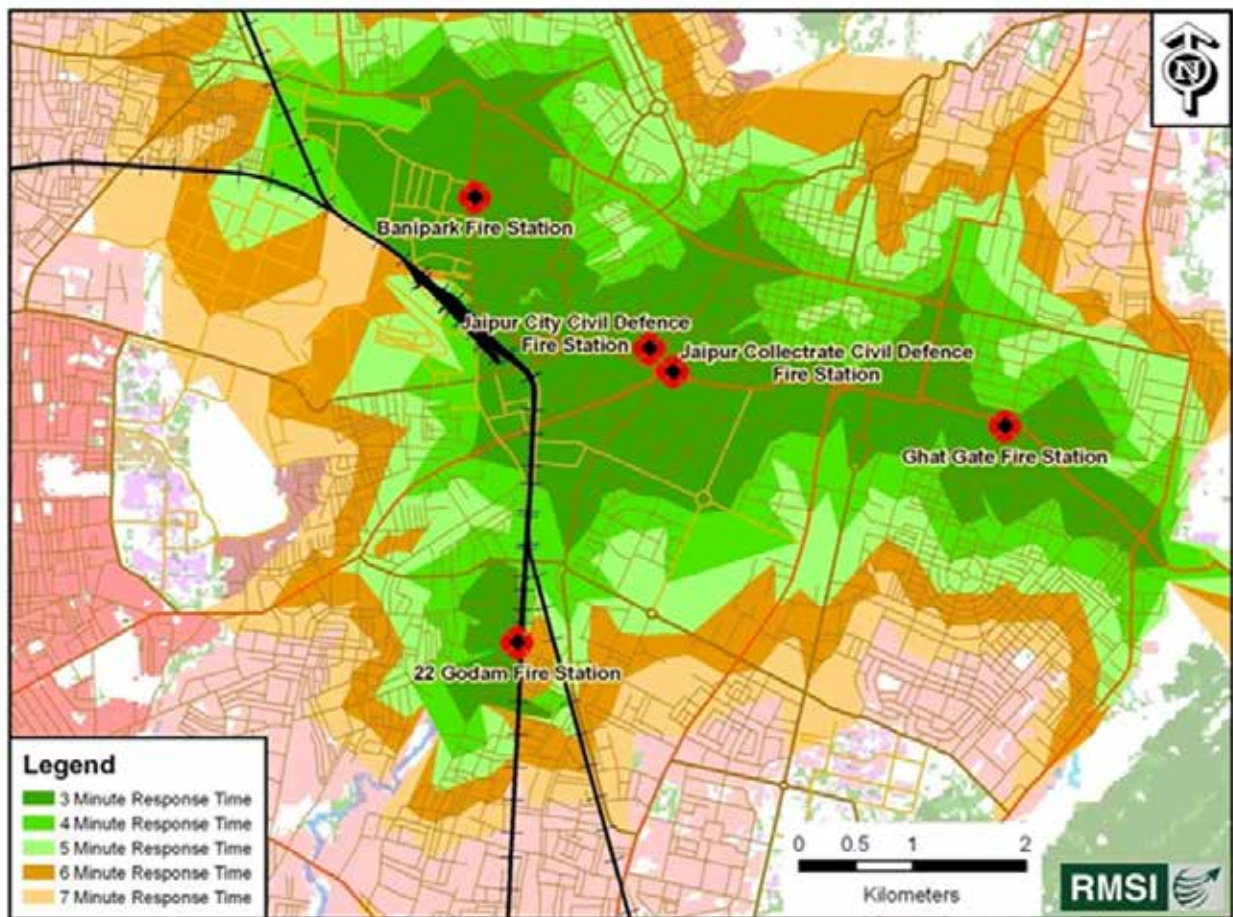 N
Banipark Fire Station
Jaipur City Civil Defence
Fire Station
Jaipur Collectrate Civil Defence
Fire Station
Ghat Gate Fire Station
22 Godam Fire Station
Legend
3 Minute Response Time
4 Minute Response Time
5 Minute Response Time
6 Minute Response Time
7 Minute Response Time
0 0.5 1 2
Kilometers
RMSI